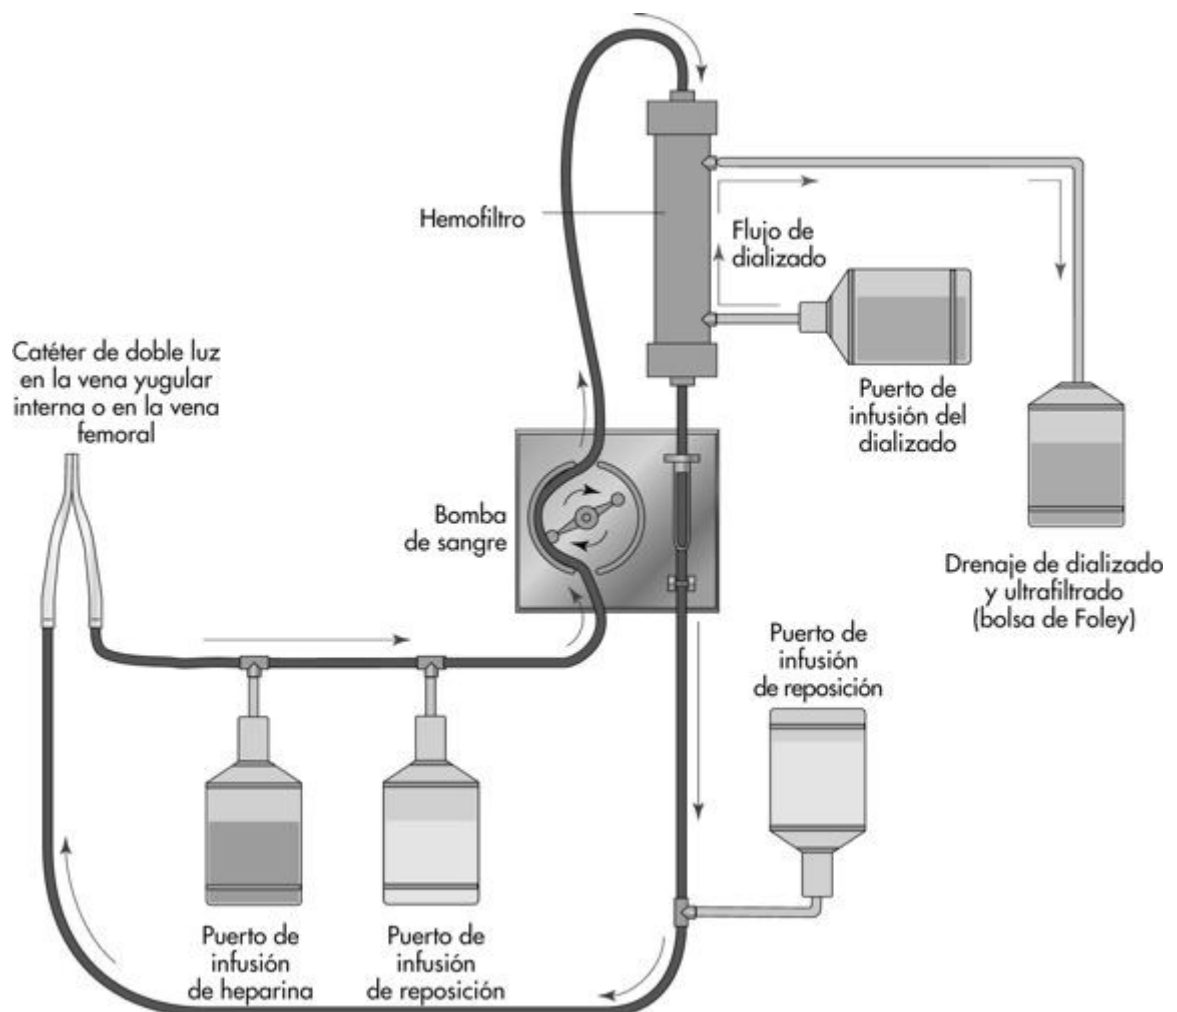 Hemofiltro
Flujo de
dializado
Catéter de doble luz
en la vena yugular
interna o en la vena
femoral
Puerto de
infusión del
dializado
Bomba
de sangre
Drenaje de dializado
y ultrafiltrado
(bolsa de Foley)
Puerto de
infusión
de reposición
Puerto de
infusión
de heparina
Puerto de
infusión
de reposición